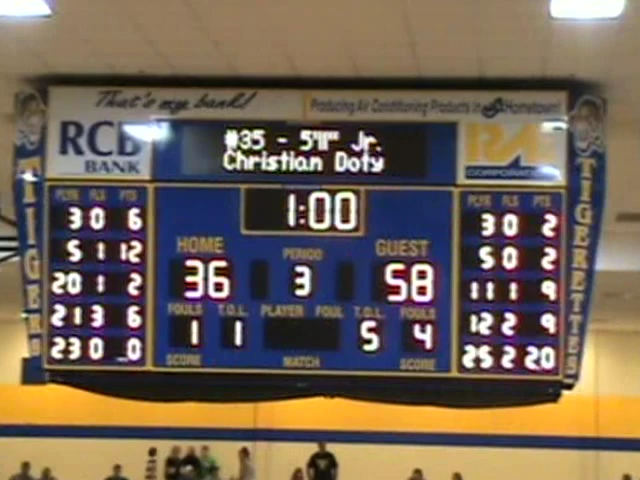 That's my bank!
Producing Air Conditioning Products in Hometown
RCB
BANK
#35 - 5'11" Jr.
Christian Doty
CORPORATION
1:00
HOME
PERIOD
GUEST
36
3
58
FOULS T.O.L. PLAYER FOUL T.O.L. FOULS
1 1 5 4
SCORE MATCH SCORE
PLYR FLS PTS
3 0 6
5 1 12
20 1 2
21 3 6
23 0 0
PLYR FLS PTS
3 0 2
5 0 2
11 1 9
12 2 9
25 2 20
TIGERS
TIGERETTES